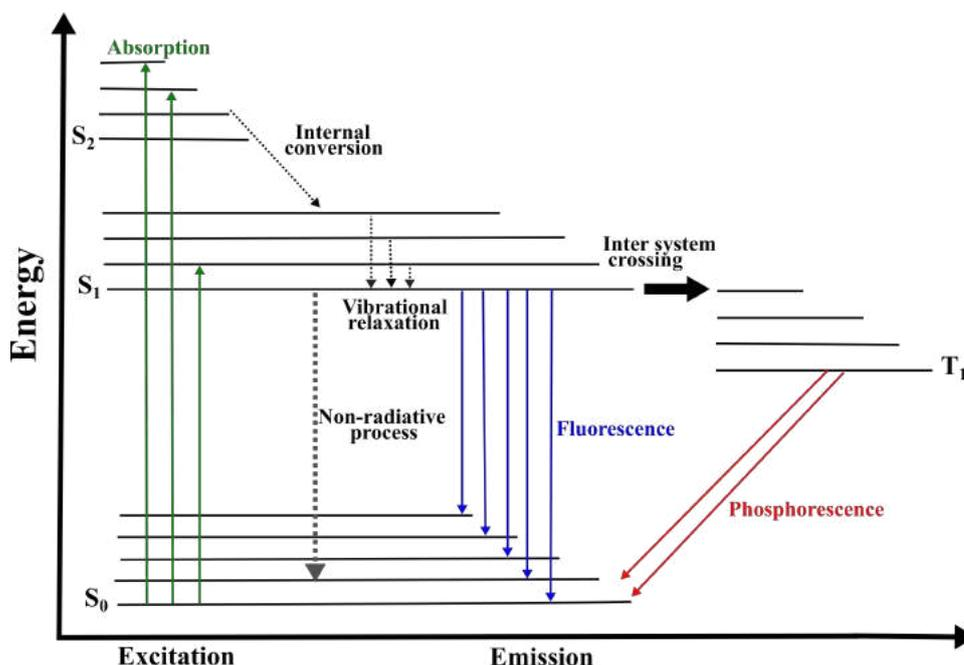 Absorption
S2
Internal
conversion
Inter system
crossing
S1
Vibrational
relaxation
Energy
T1
Non-radiative
process
Fluorescence
Phosphorescence
S0
Excitation
Emission